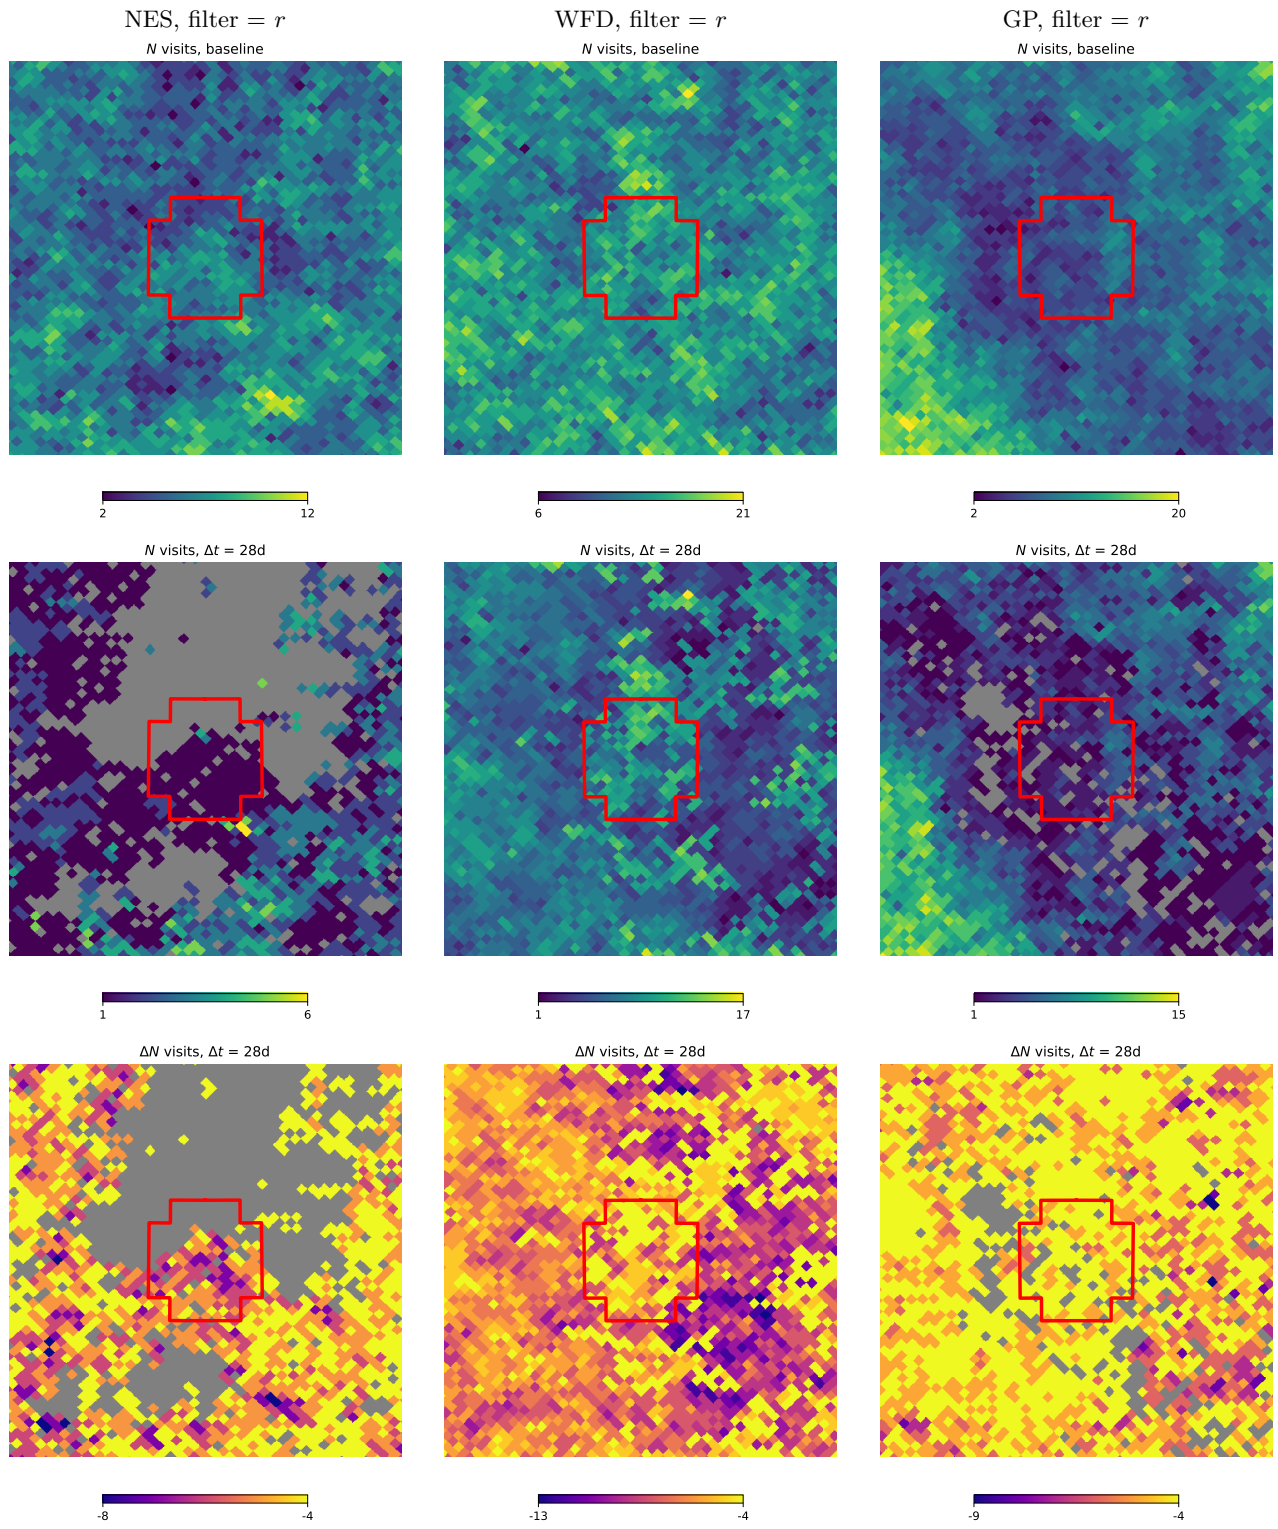 NES, filter = r
WFD, filter = r
GP, filter = r
N visits, baseline
N visits, baseline
N visits, baseline
2 12
6 21
2 20
N visits, Δt = 28d
N visits, Δt = 28d
N visits, Δt = 28d
1 6
1 17
1 15
ΔN visits, Δt = 28d
ΔN visits, Δt = 28d
ΔN visits, Δt = 28d
-8 -4
-13 -4
-9 -4